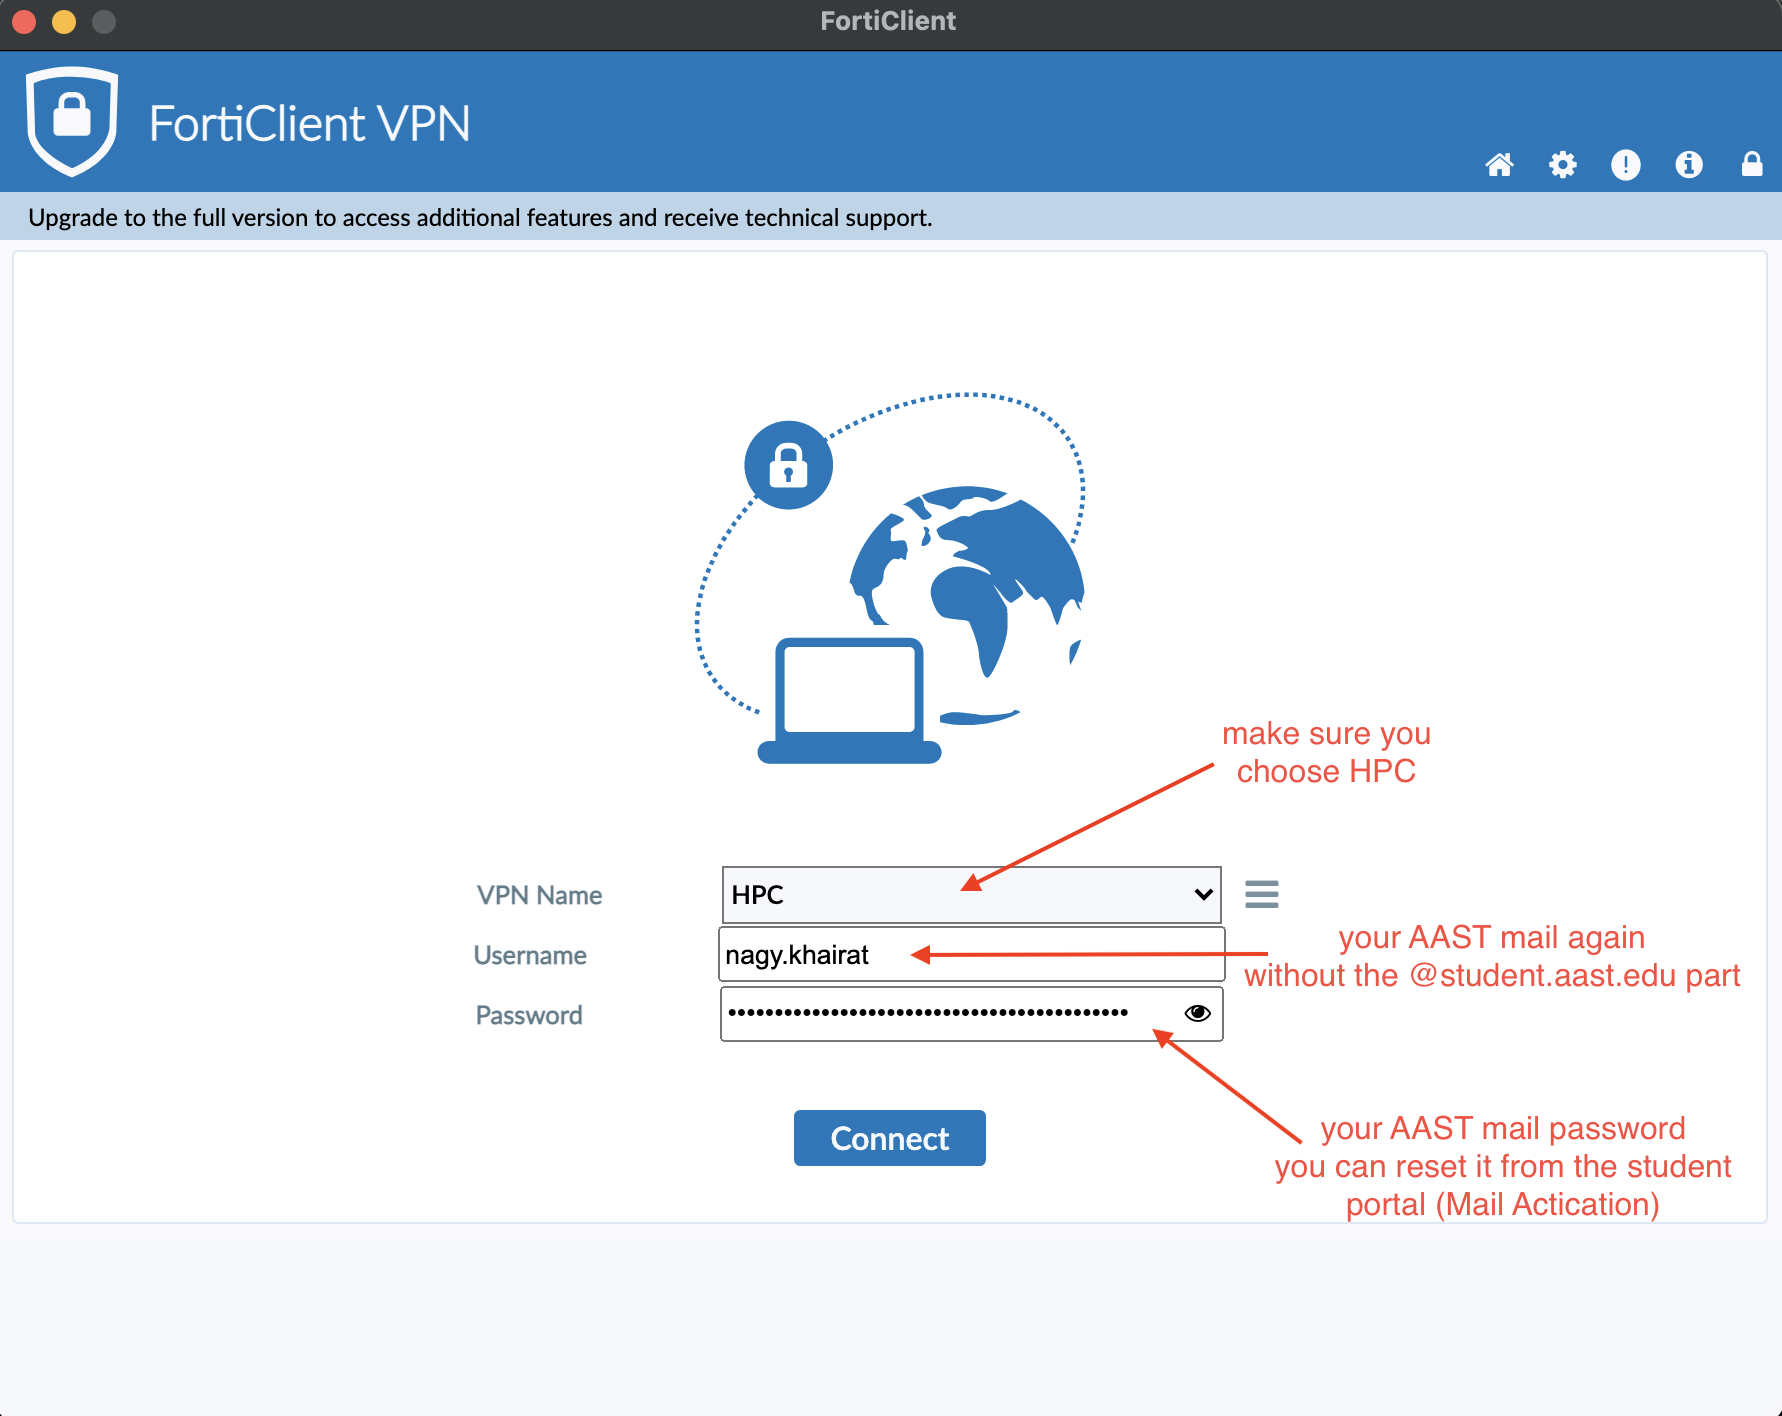 FortiClient
FortiClient VPN
Upgrade to the full version to access additional features and receive technical support.
make sure you
choose HPC
VPN Name
HPC
Username
nagy.khairat
your AAST mail again
without the @student.aast.edu part
Password
••••••••••••••••••••••••••••••••••••••••••••
Connect
your AAST mail password
you can reset it from the student
portal (Mail Actication)